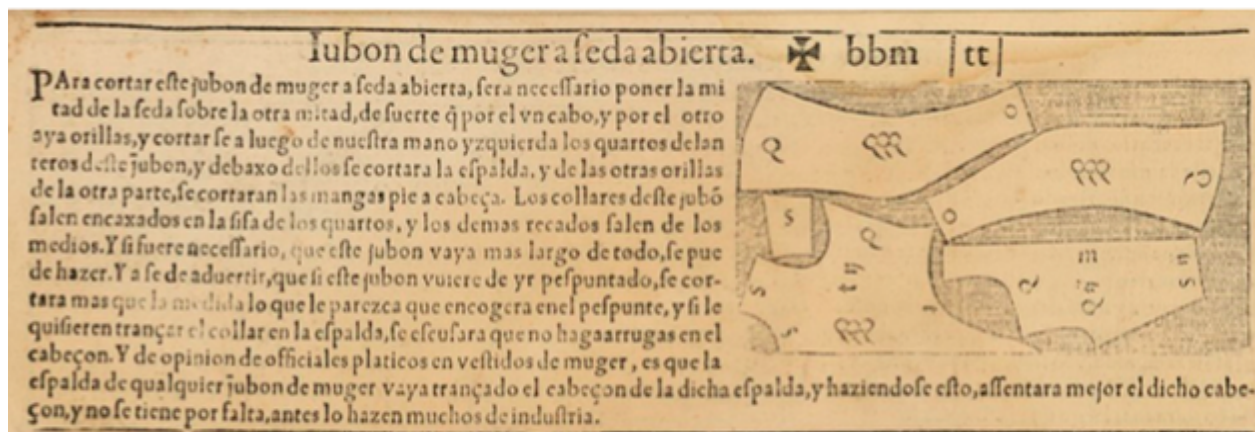 Iubon de muger a ſeda abierta. ✠ bbm |tt|
PAra cortar eſte jubon de muger a ſeda abierta, ſera neceſſario poner la mi
tad de la ſeda ſobre la otra mitad, de ſuerte q̃ por el vn cabo, y por el otro
aya orillas, y cortar ſe a luego de nueſtra mano yzquierda los quartos delan
teros deſte jubon, y debaxo dellos ſe cortara la eſpalda, y de las otras orillas
de la otra parte, ſe cortaran las mangas pie a cabeça. Los collares deſte jubõ
ſalen encaxados en la ſiſa de los quartos, y los demas recados ſalen de los
medios. Y ſi fuere neceſſario, que eſte jubon vaya mas largo de todo, ſe pue
de hazer. Y a ſe de aduertir, que ſi eſte jubon vuiere de yr peſpuntado, ſe cor-
tara mas que la medida lo que le parezca que encogera enel peſpunte, y ſi le
quiſieren trançar el collar en la eſpalda, ſe eſcuſara que no haga arrugas en el
cabeçon. Y de opinion de officiales platicos en veſtidos de muger, es que la
eſpalda de qualquier jubon de muger vaya trançado el cabeçon de la dicha eſpalda, y haziendoſe eſto, aſſentara mejor el dicho cabe-
çon, y no ſe tiene por falta, antes lo hazen muchos de induſtria.